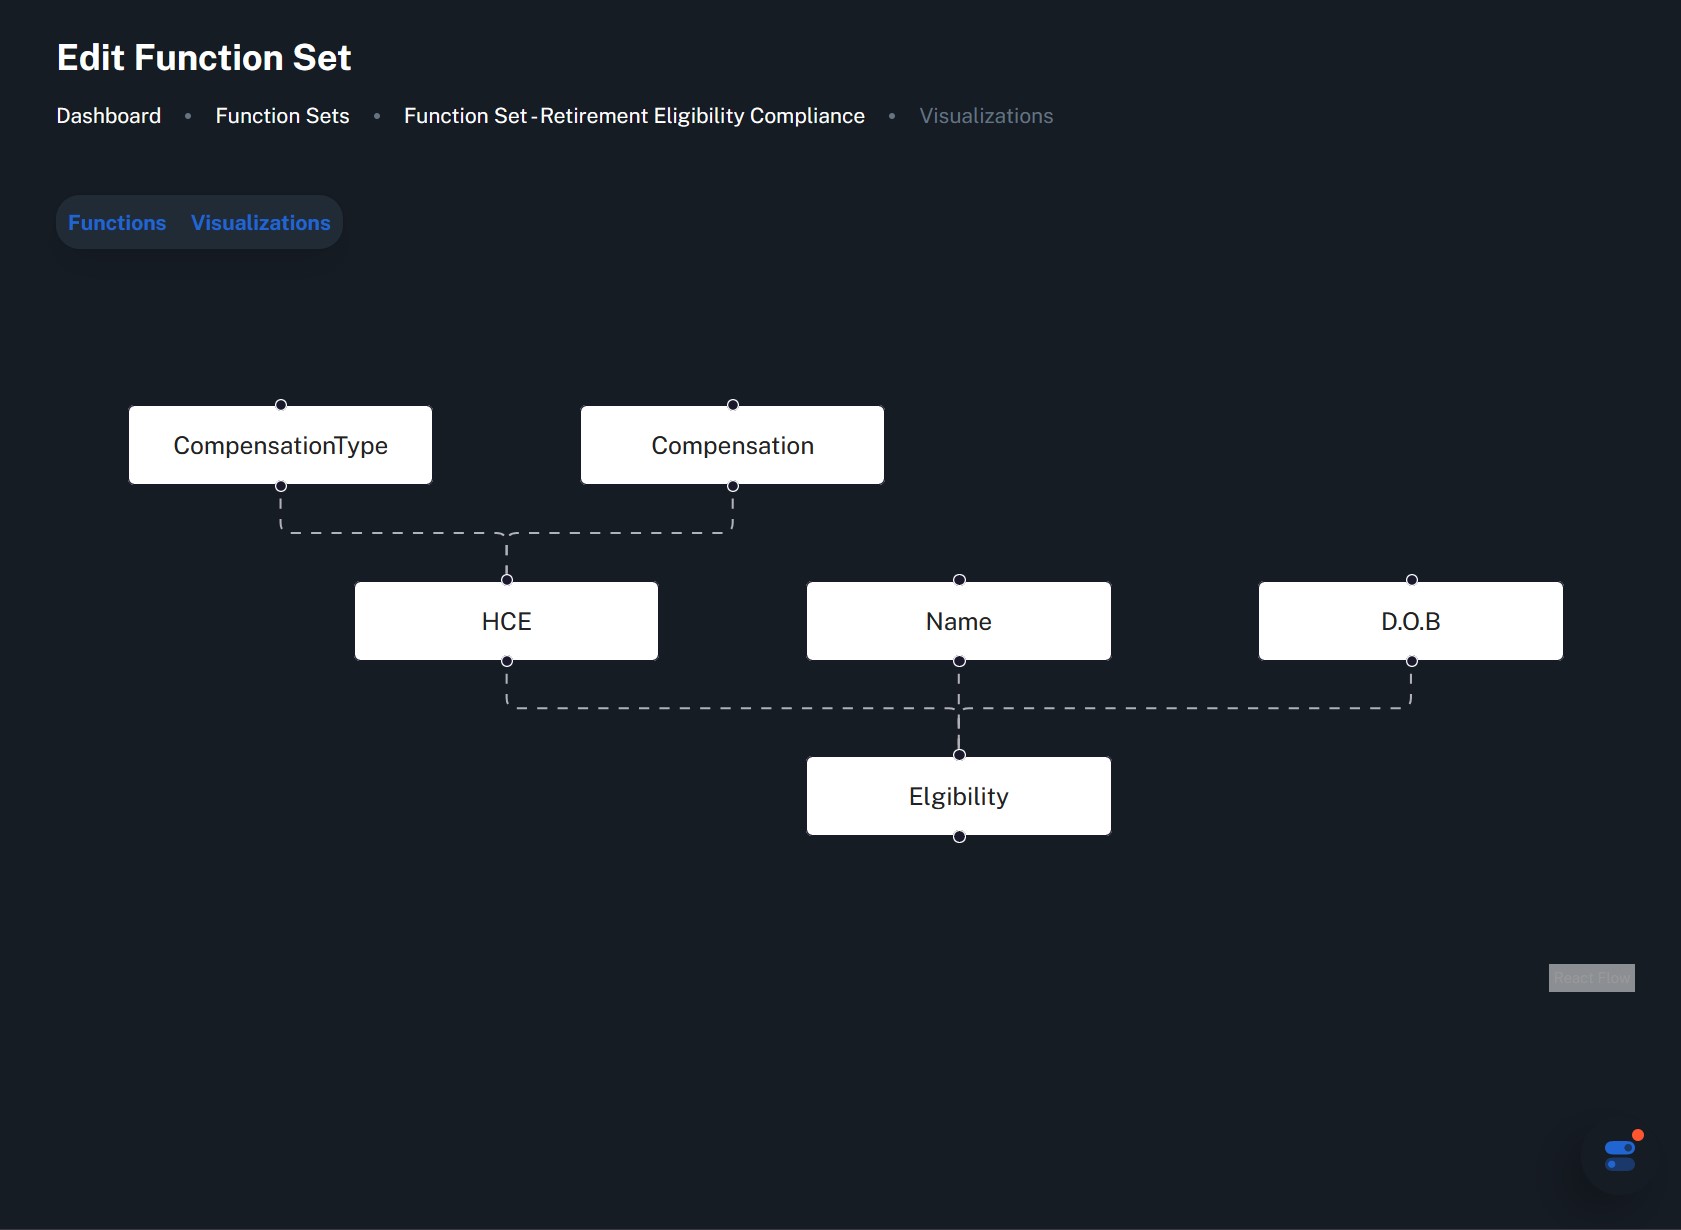 Edit Function Set
Dashboard • Function Sets • Function Set - Retirement Eligibility Compliance • Visualizations
Functions Visualizations
CompensationType Compensation
HCE Name D.O.B
Elgibility
React Flow